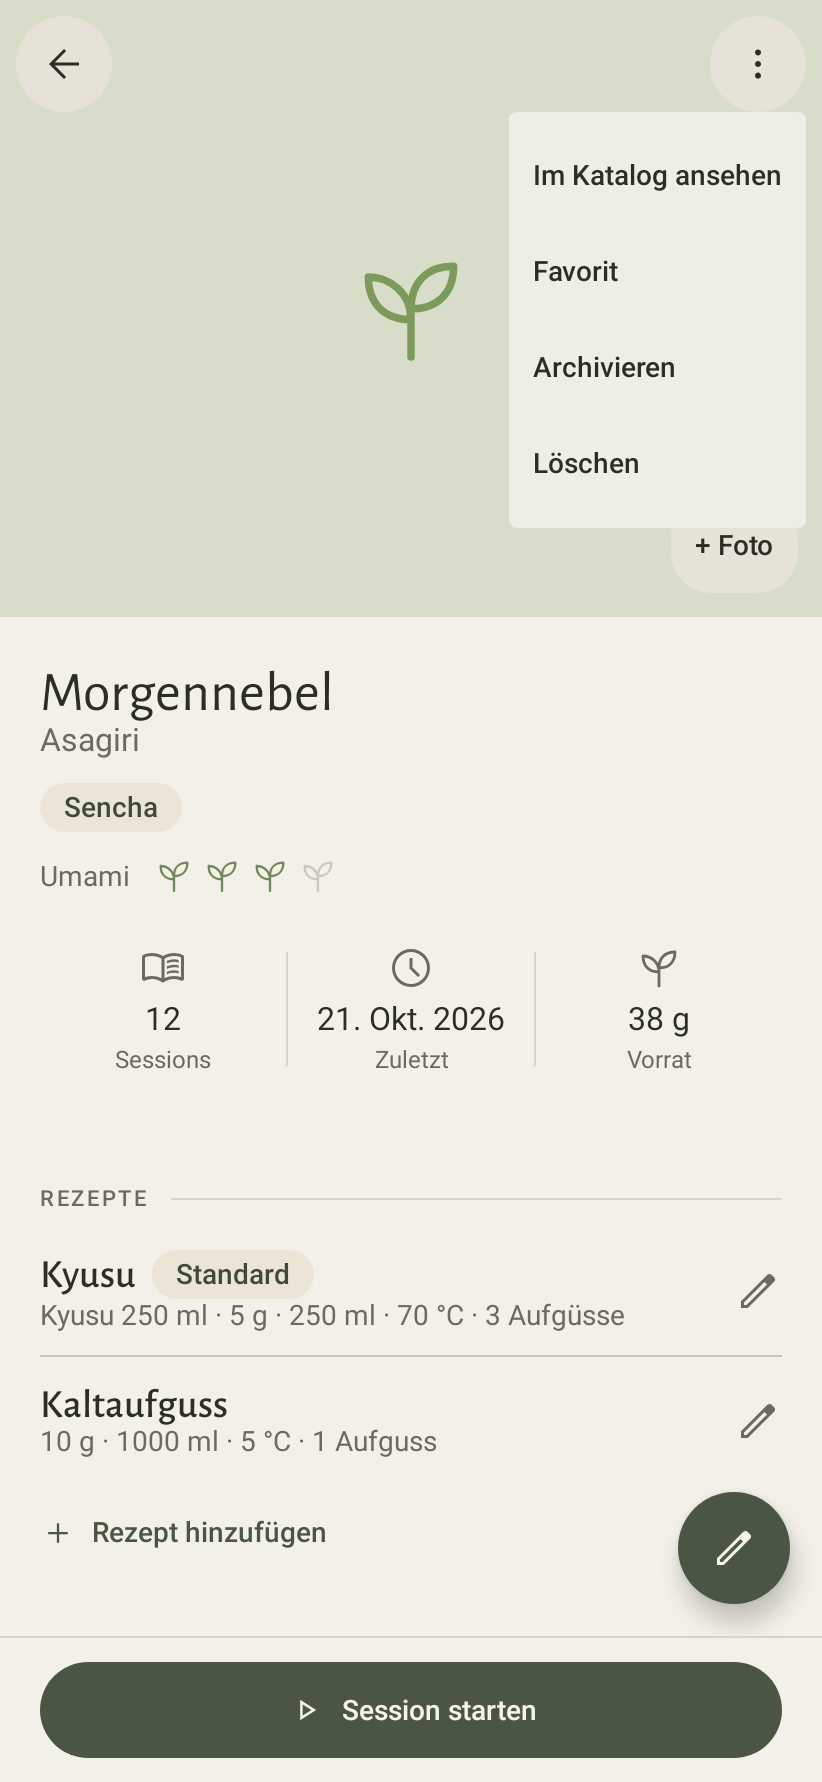 Im Katalog ansehen
Favorit
Archivieren
Löschen
+ Foto
Morgennebel
Asagiri
Sencha
Umami
12
Sessions
21. Okt. 2026
Zuletzt
38 g
Vorrat
REZEPTE
Kyusu Standard
Kyusu 250 ml · 5 g · 250 ml · 70 °C · 3 Aufgüsse
Kaltaufguss
10 g · 1000 ml · 5 °C · 1 Aufguss
+ Rezept hinzufügen
Session starten